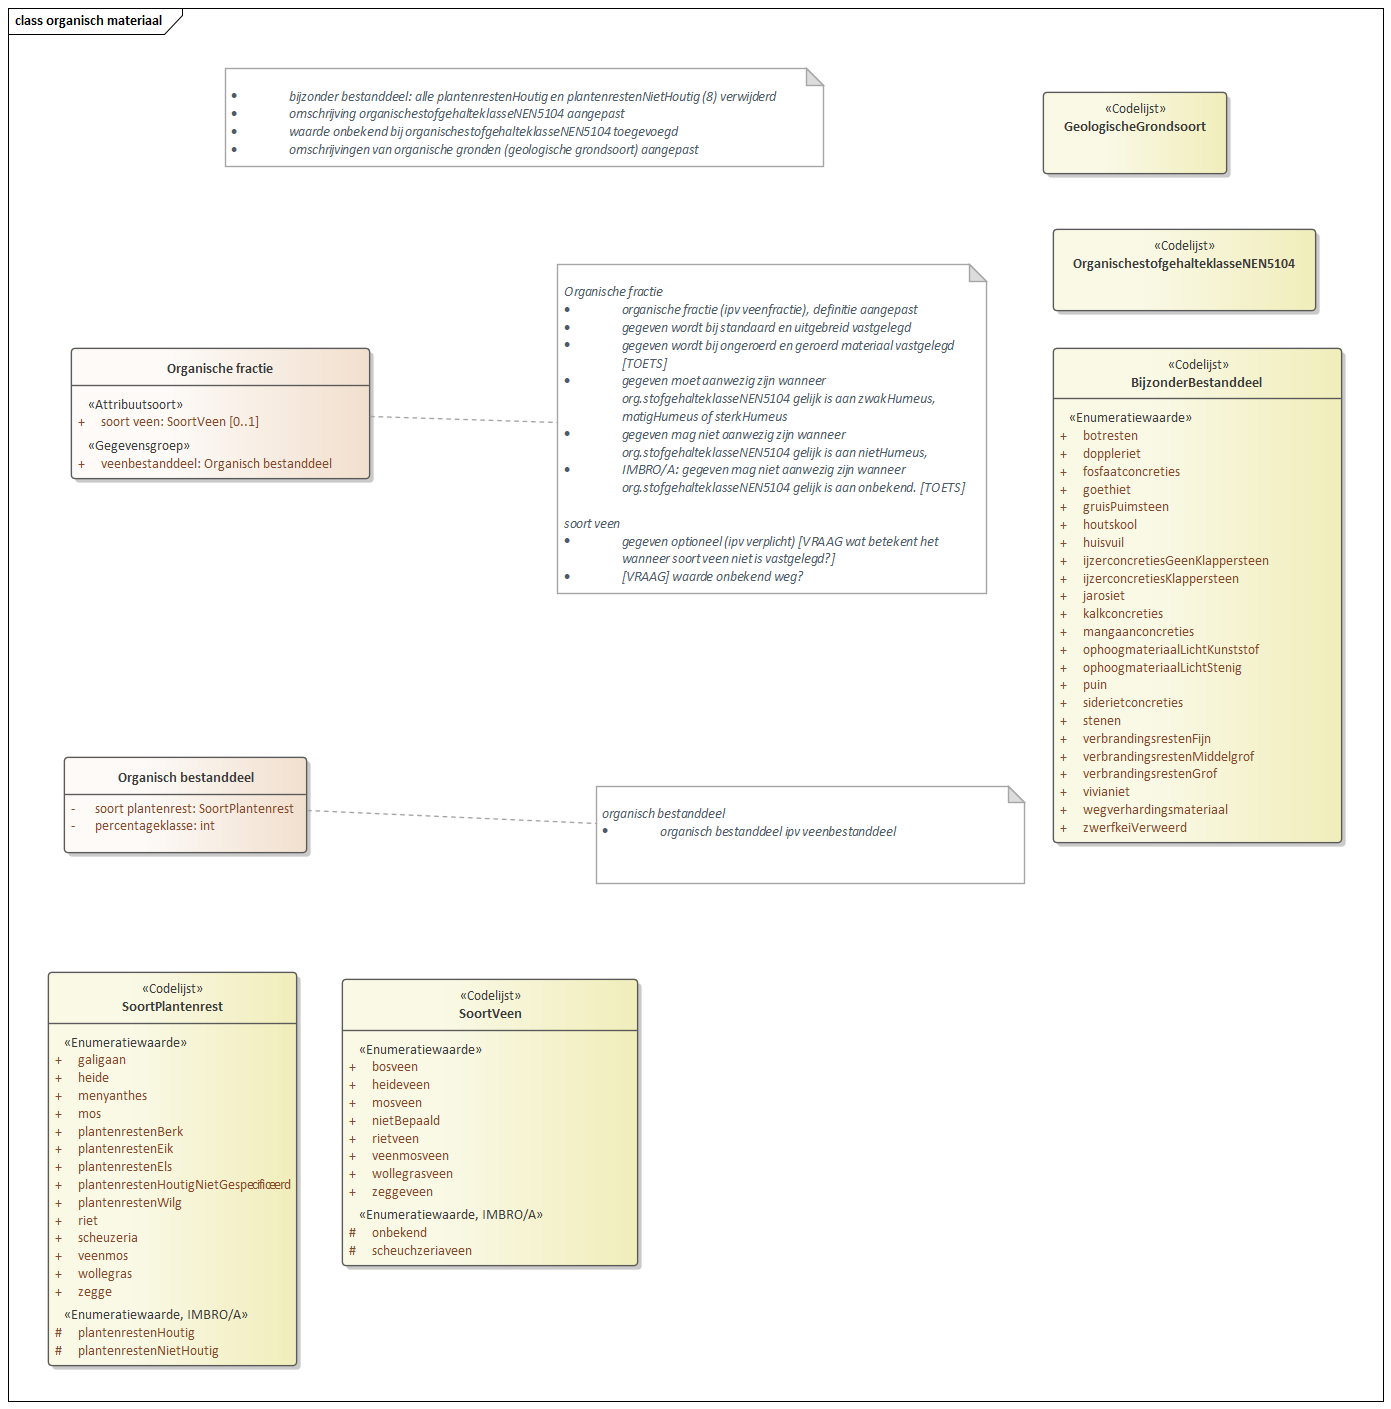 class organisch materiaal
• bijzonder bestanddeel: alle plantenrestenHoutig en plantenrestenNietHoutig (8) verwijderd
• omschrijving organischestofgehalteklasseNEN5104 aangepast
• waarde onbekend bij organischestofgehalteklasseNEN5104 toegevoegd
• omschrijvingen van organische gronden (geologische grondsoort) aangepast
«Codelijst»
GeologischeGrondsoort
«Codelijst»
OrganischestofgehalteklasseNEN5104
Organische fractie
• organische fractie (ipv veenfractie), definitie aangepast
• gegeven wordt bij standaard en uitgebreid vastgelegd
• gegeven wordt bij ongeroerd en geroerd materiaal vastgelegd
[TOETS]
• gegeven moet aanwezig zijn wanneer
org.stofgehalteklasseNEN5104 gelijk is aan zwakHumeus,
matigHumeus of sterkHumeus
• gegeven mag niet aanwezig zijn wanneer
org.stofgehalteklasseNEN5104 gelijk is aan nietHumeus,
• IMBRO/A: gegeven mag niet aanwezig zijn wanneer
org.stofgehalteklasseNEN5104 gelijk is aan onbekend. [TOETS]
soort veen
• gegeven optioneel (ipv verplicht) [VRAAG wat betekent het
wanneer soort veen niet is vastgelegd?]
• [VRAAG] waarde onbekend weg?
Organische fractie
«Attribuutsoort»
+ soort veen: SoortVeen [0..1]
«Gegevensgroep»
+ veenbestanddeel: Organisch bestanddeel
«Codelijst»
BijzonderBestanddeel
«Enumeratiewaarde»
+ botresten
+ doppleriet
+ fosfaatconcreties
+ goethiet
+ gruisPuimsteen
+ houtskool
+ huisvuil
+ ijzerconcretiesGeenKlappersteen
+ ijzerconcretiesKlappersteen
+ jarosiet
+ kalkconcreties
+ mangaanconcreties
+ ophoogmateriaalLichtKunststof
+ ophoogmateriaalLichtStenig
+ puin
+ siderietconcreties
+ stenen
+ verbrandingsrestenFijn
+ verbrandingsrestenMiddelgrof
+ verbrandingsrestenGrof
+ vivianiet
+ wegverhardingsmateriaal
+ zwerfkeiVerweerd
Organisch bestanddeel
- soort plantenrest: SoortPlantenrest
- percentageklasse: int
organisch bestanddeel
• organisch bestanddeel ipv veenbestanddeel
«Codelijst»
SoortPlantenrest
«Enumeratiewaarde»
+ galigaan
+ heide
+ menyanthes
+ mos
+ plantenrestenBerk
+ plantenrestenEik
+ plantenrestenEls
+ plantenrestenHoutigNietGespecificeerd
+ plantenrestenWilg
+ riet
+ scheuzeria
+ veenmos
+ wollegras
+ zegge
«Enumeratiewaarde, IMBRO/A»
# plantenrestenHoutig
# plantenrestenNietHoutig
«Codelijst»
SoortVeen
«Enumeratiewaarde»
+ bosveen
+ heideveen
+ mosveen
+ nietBepaald
+ rietveen
+ veenmosveen
+ wollegrasveen
+ zeggeveen
«Enumeratiewaarde, IMBRO/A»
# onbekend
# scheuchzeriaveen